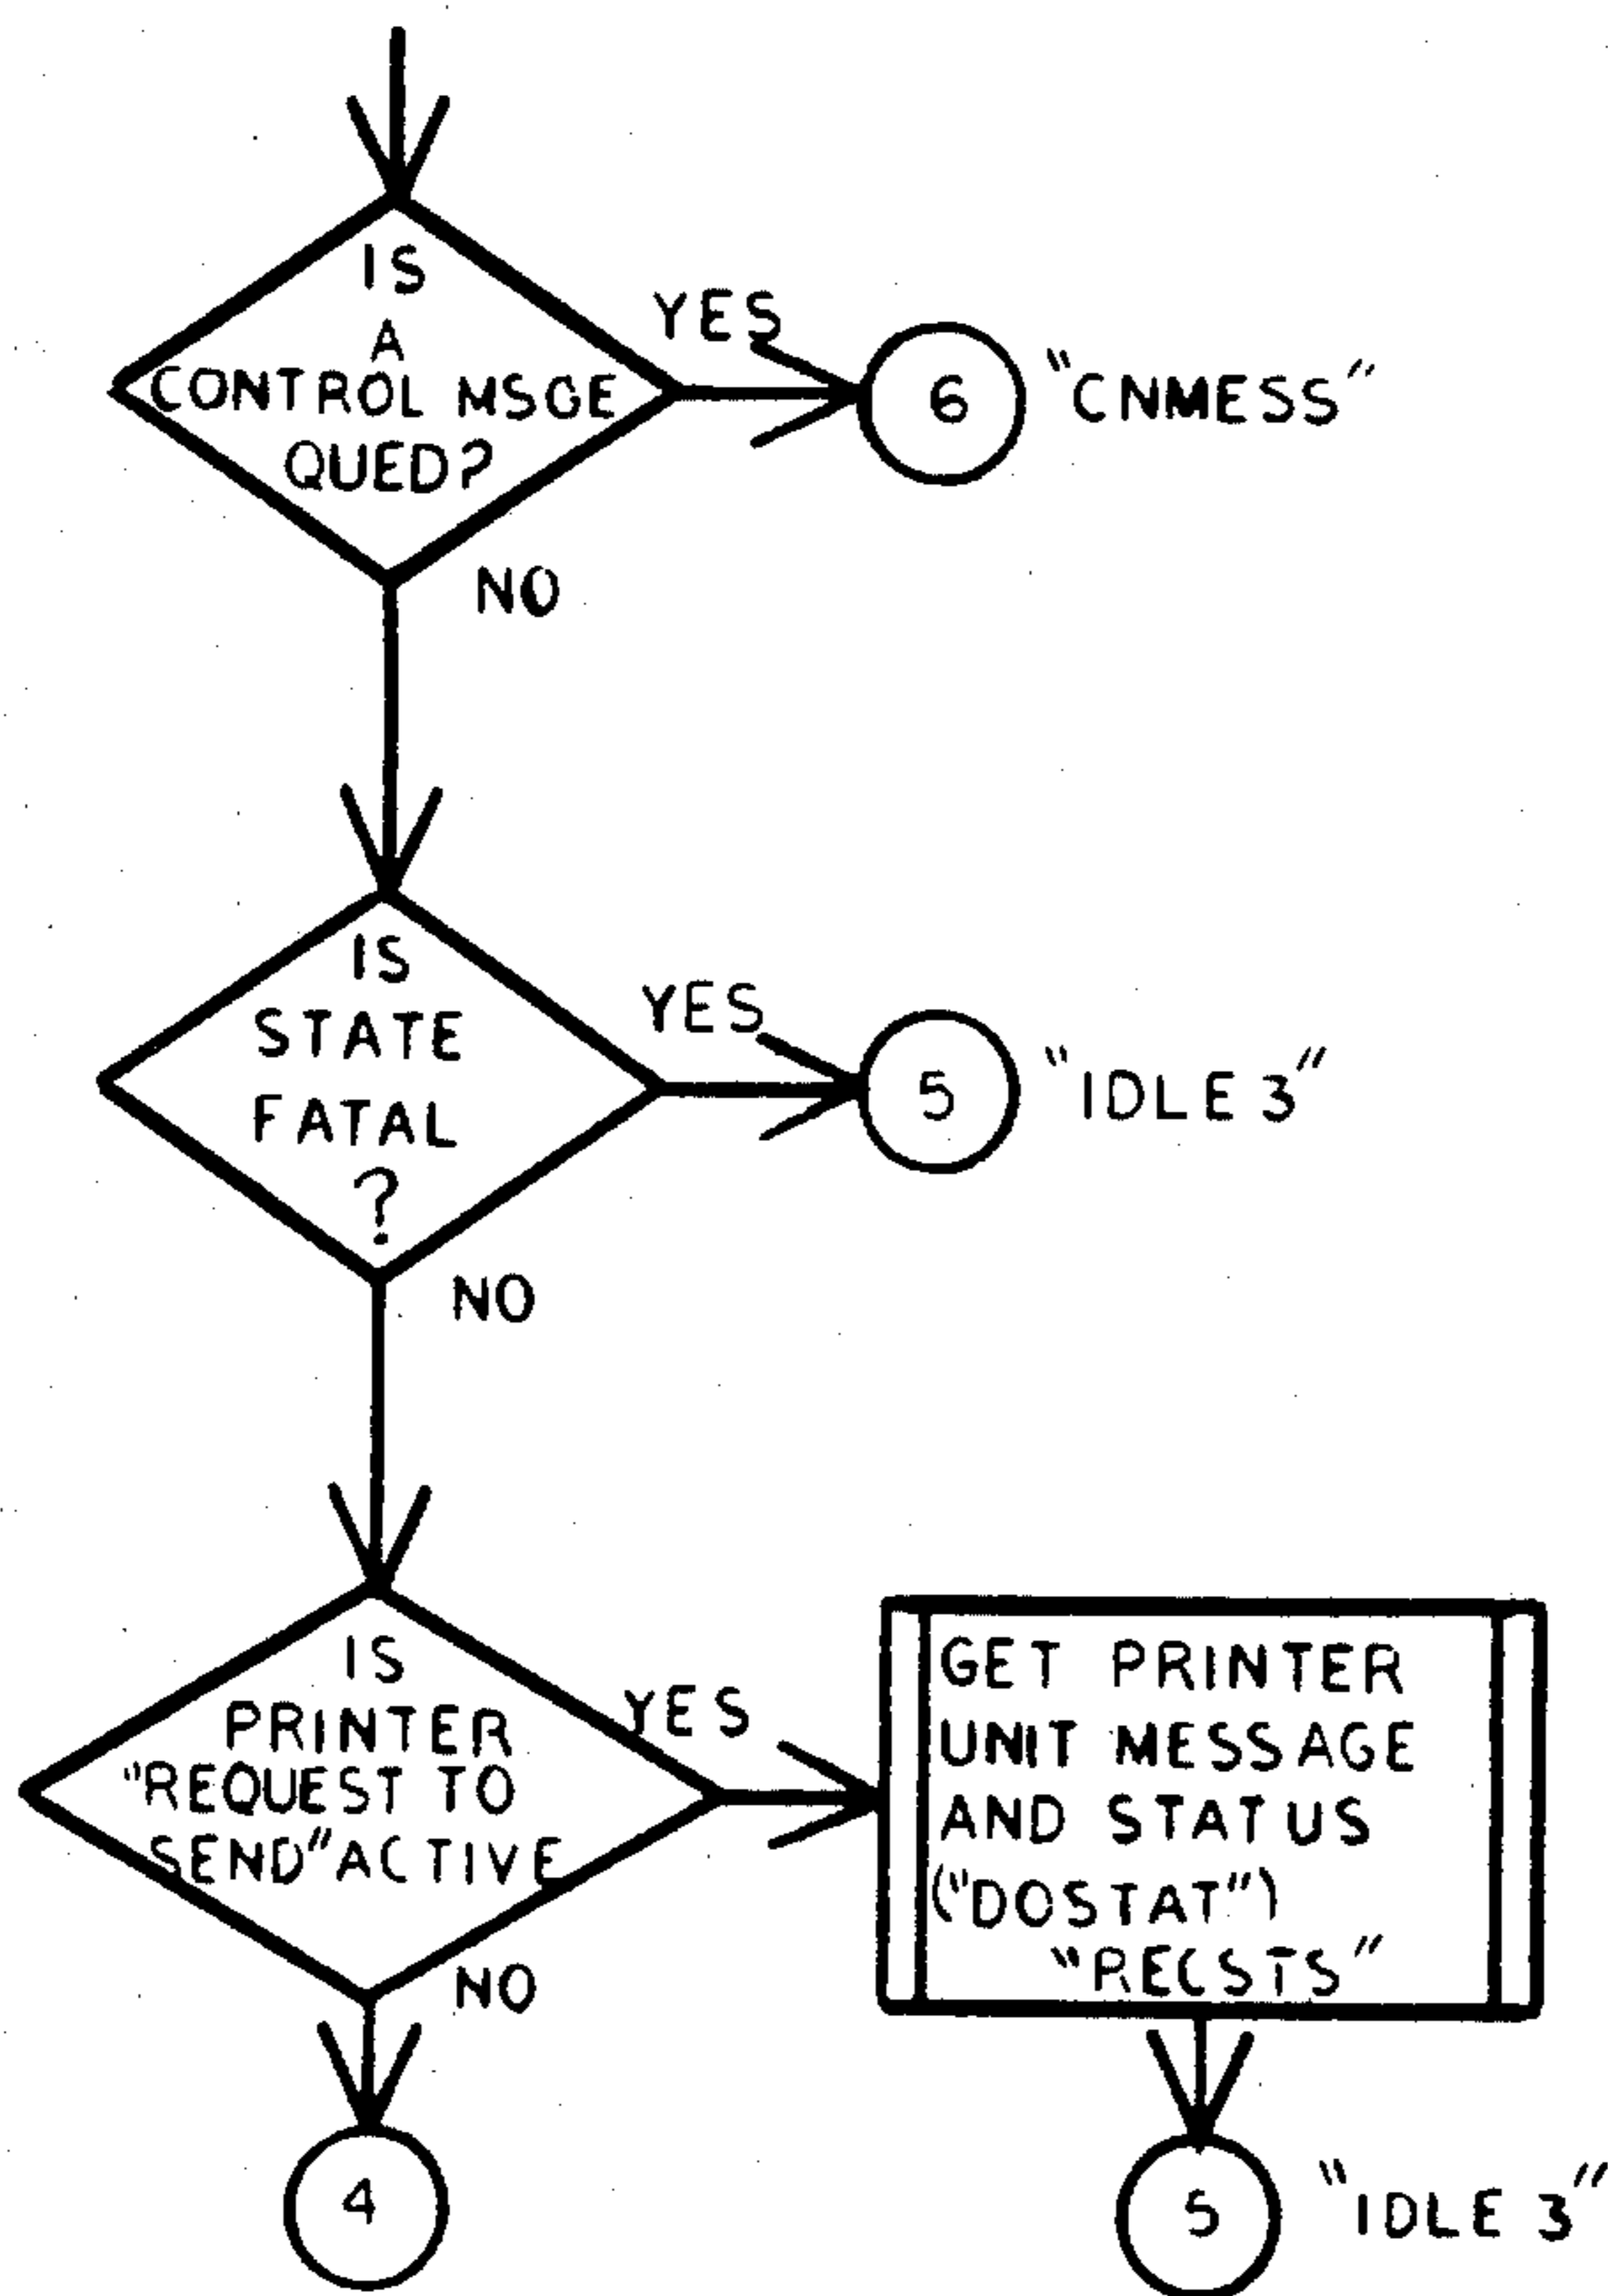 IS
A
CONTROL MSGE
QUED?
YES
6
"CNMESS"
NO
IS
STATE
FATAL
?
YES
5
"IDLE 3"
NO
IS
PRINTER
"REQUEST TO
SEND" ACTIVE
YES
GET PRINTER
UNIT MESSAGE
AND STATUS
("DOSTAT")
"RECSTS"
NO
4
5
"IDLE 3"